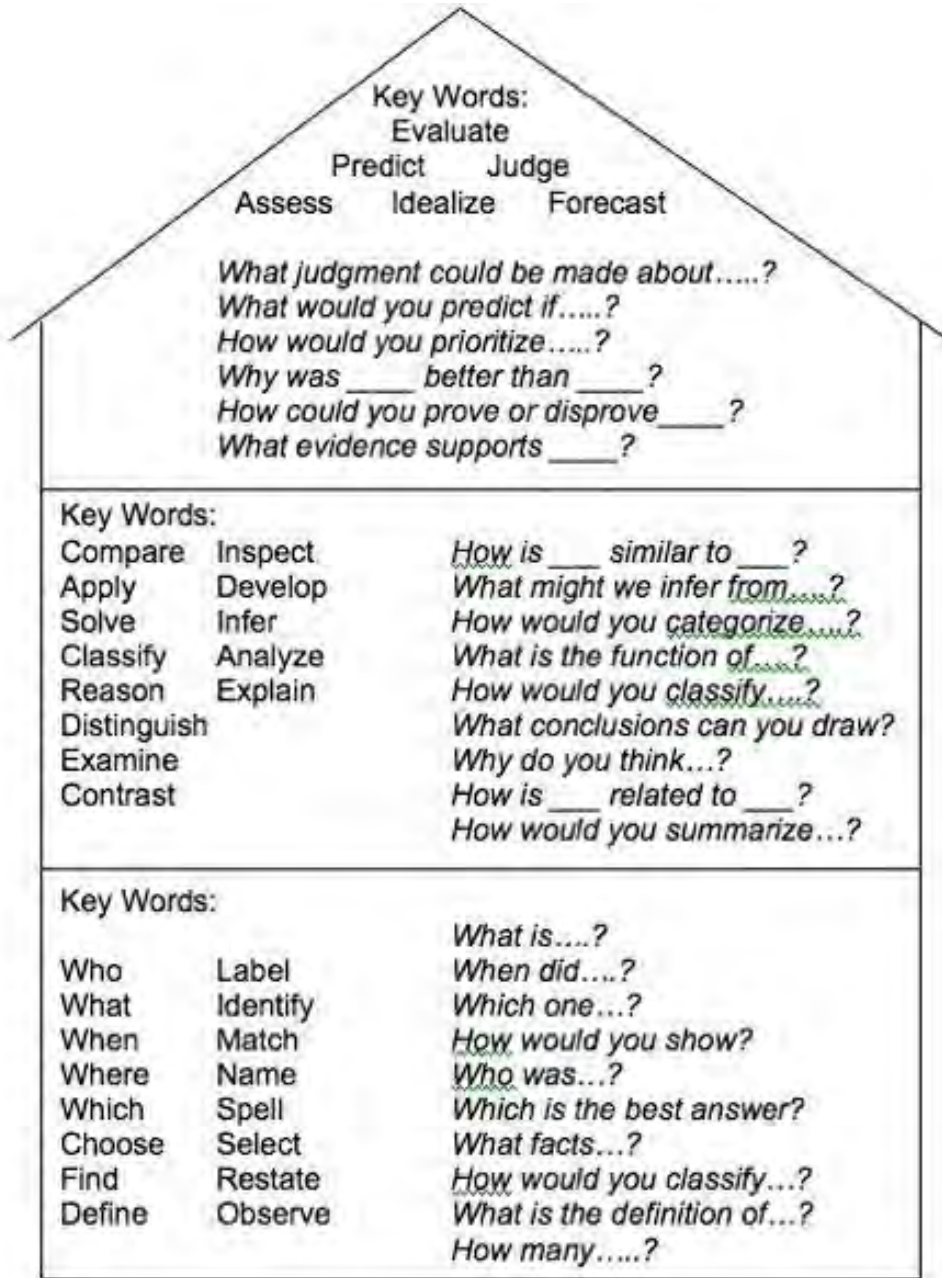 Key Words:
Evaluate
Predict Judge
Assess Idealize Forecast
What judgment could be made about.....?
What would you predict if.....?
How would you prioritize.....?
Why was ____ better than ____?
How could you prove or disprove____?
What evidence supports ____?
Key Words:
Compare Inspect How is ___ similar to ___?
Apply Develop What might we infer from....?
Solve Infer How would you categorize....?
Classify Analyze What is the function of....?
Reason Explain How would you classify....?
Distinguish What conclusions can you draw?
Examine Why do you think...?
Contrast How is ___ related to ___?
How would you summarize...?
Key Words:
What is....?
Who Label When did....?
What Identify Which one...?
When Match How would you show?
Where Name Who was...?
Which Spell Which is the best answer?
Choose Select What facts...?
Find Restate How would you classify...?
Define Observe What is the definition of...?
How many.....?